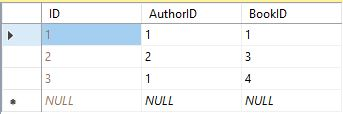 ID AuthorID BookID
1 1 1
2 2 3
3 1 4
NULL NULL NULL